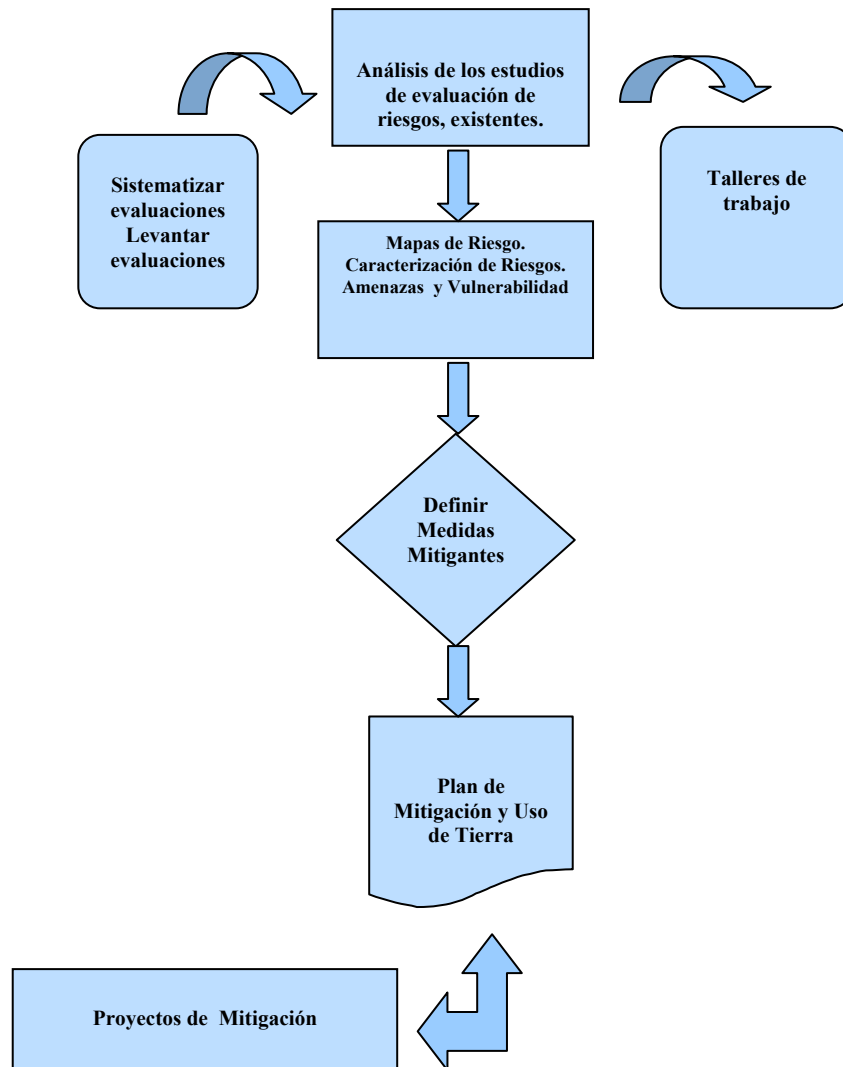 Análisis de los estudios
de evaluación de
riesgos, existentes.
Sistematizar
evaluaciones
Levantar
evaluaciones
Talleres de
trabajo
Mapas de Riesgo.
Caracterización de Riesgos.
Amenazas y Vulnerabilidad
Definir
Medidas
Mitigantes
Plan de
Mitigación y Uso
de Tierra
Proyectos de Mitigación